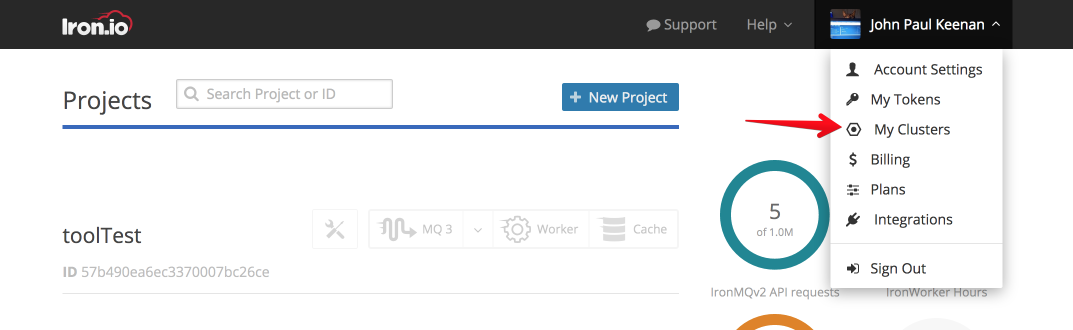 Iron.io
Support
Help
John Paul Keenan
Account Settings
My Tokens
My Clusters
Billing
Plans
Integrations
Sign Out
Projects
Search Project or ID
New Project
toolTest
MQ 3
Worker
Cache
ID 57b490ea6ec3370007bc26ce
5
of 1.0M
IronMQv2 API requests
IronWorker Hours